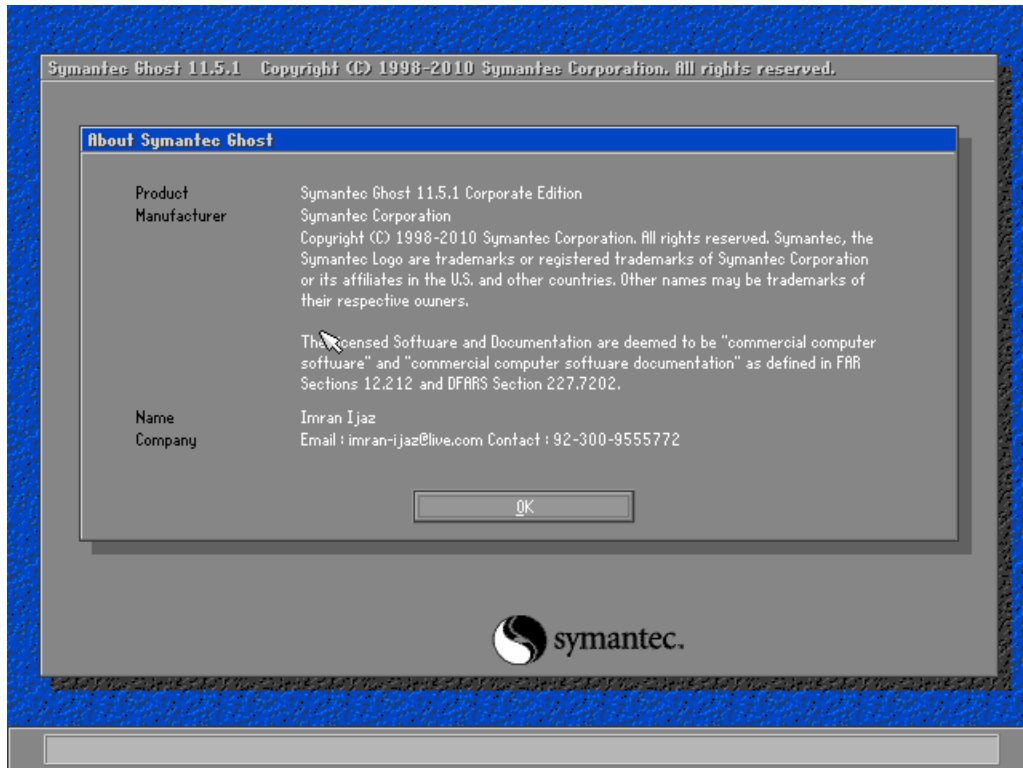 Symantec Ghost 11.5.1 Copyright (C) 1998-2010 Symantec Corporation. All rights reserved.
About Symantec Ghost
Product Symantec Ghost 11.5.1 Corporate Edition
Manufacturer Symantec Corporation
Copyright (C) 1998-2010 Symantec Corporation. All rights reserved. Symantec, the
Symantec Logo are trademarks or registered trademarks of Symantec Corporation
or its affiliates in the U.S. and other countries. Other names may be trademarks of
their respective owners.
The licensed Software and Documentation are deemed to be "commercial computer
software" and "commercial computer software documentation" as defined in FAR
Sections 12.212 and DFARS Section 227.7202.
Name Imran Ijaz
Company Email : imran-ijaz@live.com Contact : 92-300-9555772
OK
symantec.